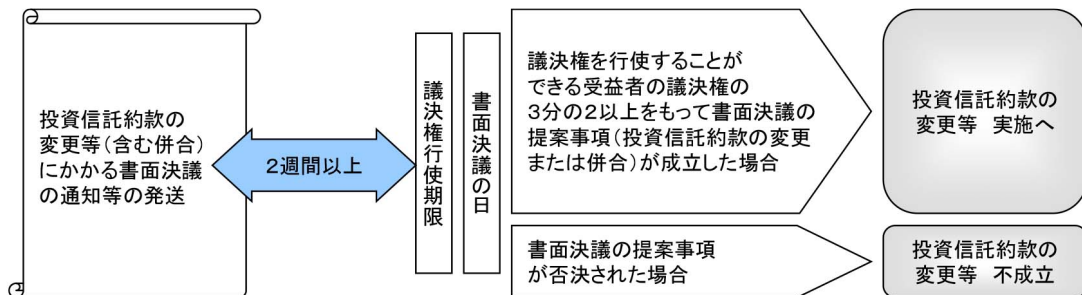 投資信託約款の
変更等(含む併合)
にかかる書面決議
の通知等の発送
2週間以上
議決権行使期限
書面決議の日
議決権を行使することが
できる受益者の議決権の
3分の2以上をもって書面決議の
提案事項(投資信託約款の変更
または併合)が成立した場合
投資信託約款の
変更等 実施へ
書面決議の提案事項
が否決された場合
投資信託約款の
変更等 不成立